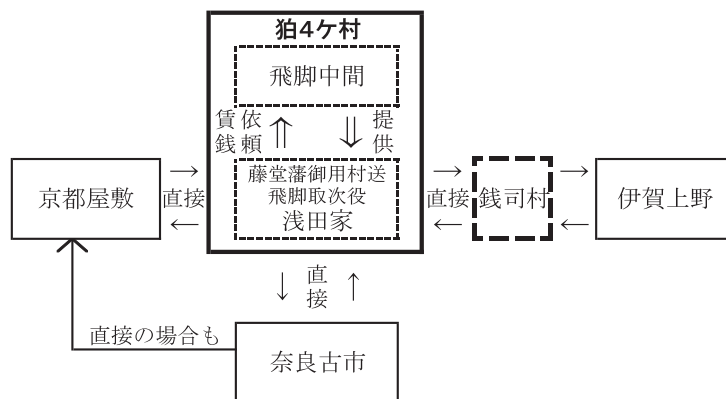 狛4ケ村
飛脚中間
賃銭
依頼
提供
藤堂藩御用村送
飛脚取次役
浅田家
京都屋敷
直接
直接
銭司村
伊賀上野
直接
直接の場合も
奈良古市